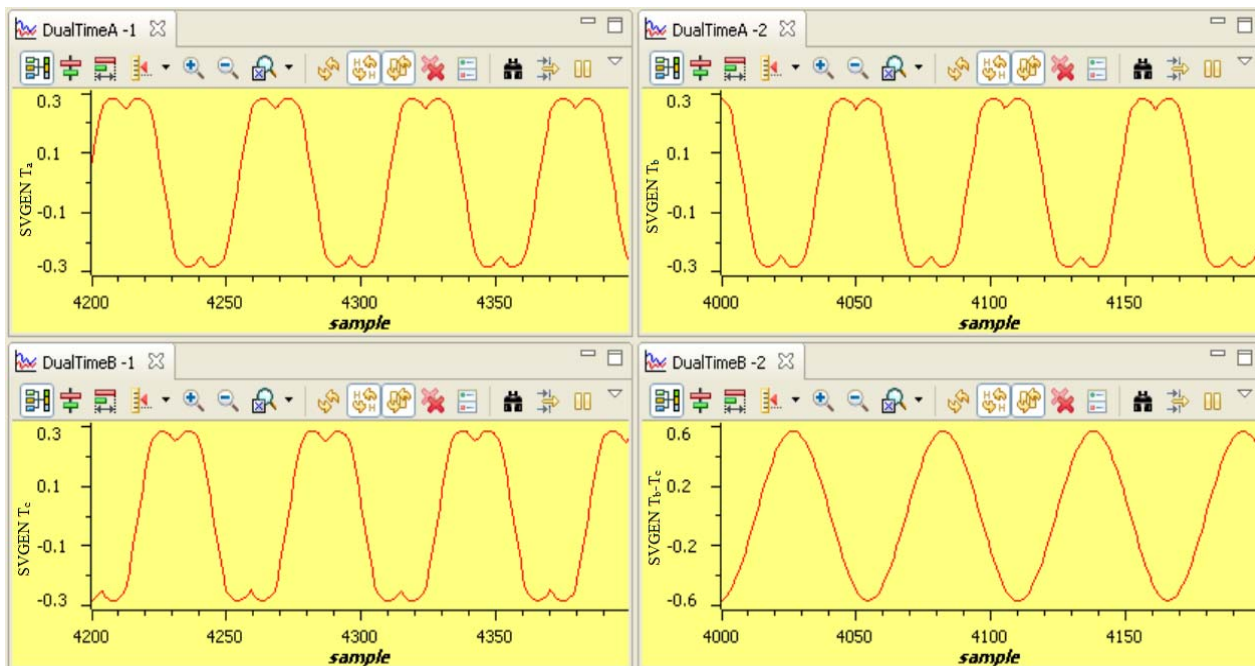 DualTimeA -1
0.3
0.1
-0.1
-0.3
SVGEN Ta
4200
4250
4300
4350
sample
DualTimeA -2
0.3
0.1
-0.1
-0.3
SVGEN Tb
4000
4050
4100
4150
sample
DualTimeB -1
0.3
0.1
-0.1
-0.3
SVGEN Tc
4200
4250
4300
4350
sample
DualTimeB -2
0.6
0.2
-0.2
-0.6
SVGEN Tb-Tc
4000
4050
4100
4150
sample